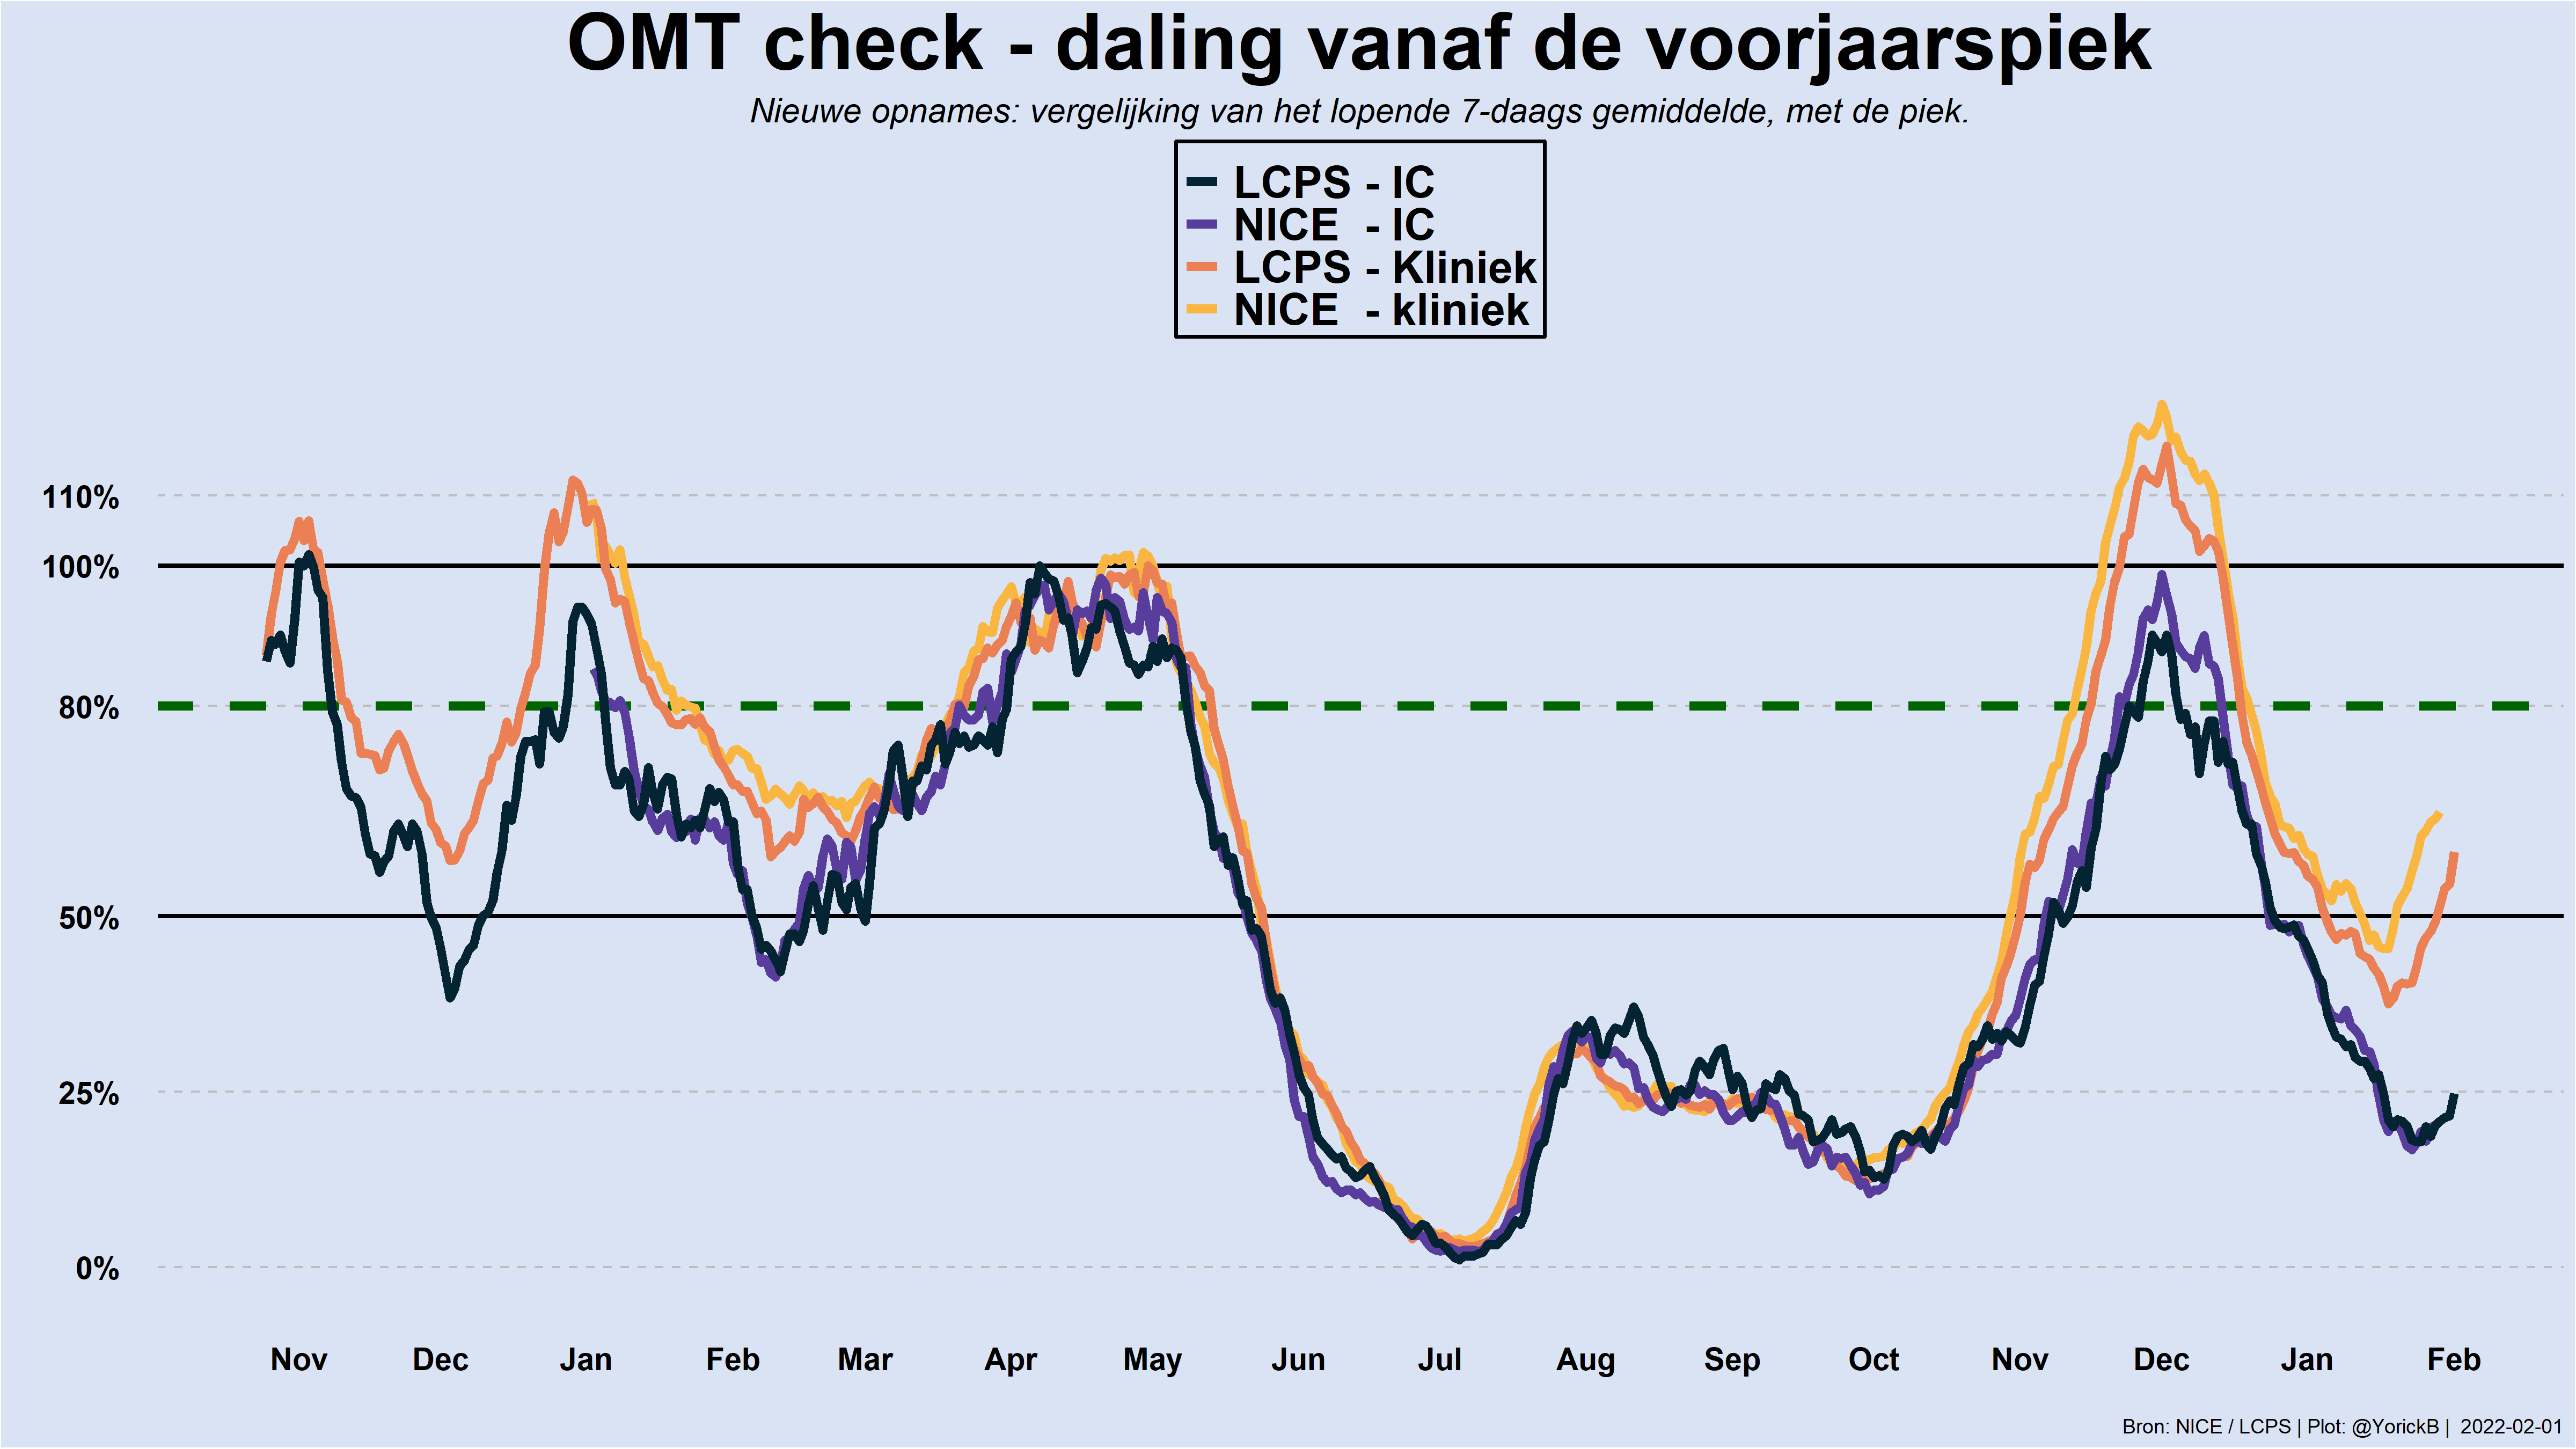 OMT check - daling vanaf de voorjaarspiek
Nieuwe opnames: vergelijking van het lopende 7-daags gemiddelde, met de piek.
LCPS - IC
NICE - IC
LCPS - Kliniek
NICE - kliniek
110%
100%
80%
50%
25%
0%
Nov Dec Jan Feb Mar Apr May Jun Jul Aug Sep Oct Nov Dec Jan Feb
Bron: NICE / LCPS | Plot: @YorickB | 2022-02-01